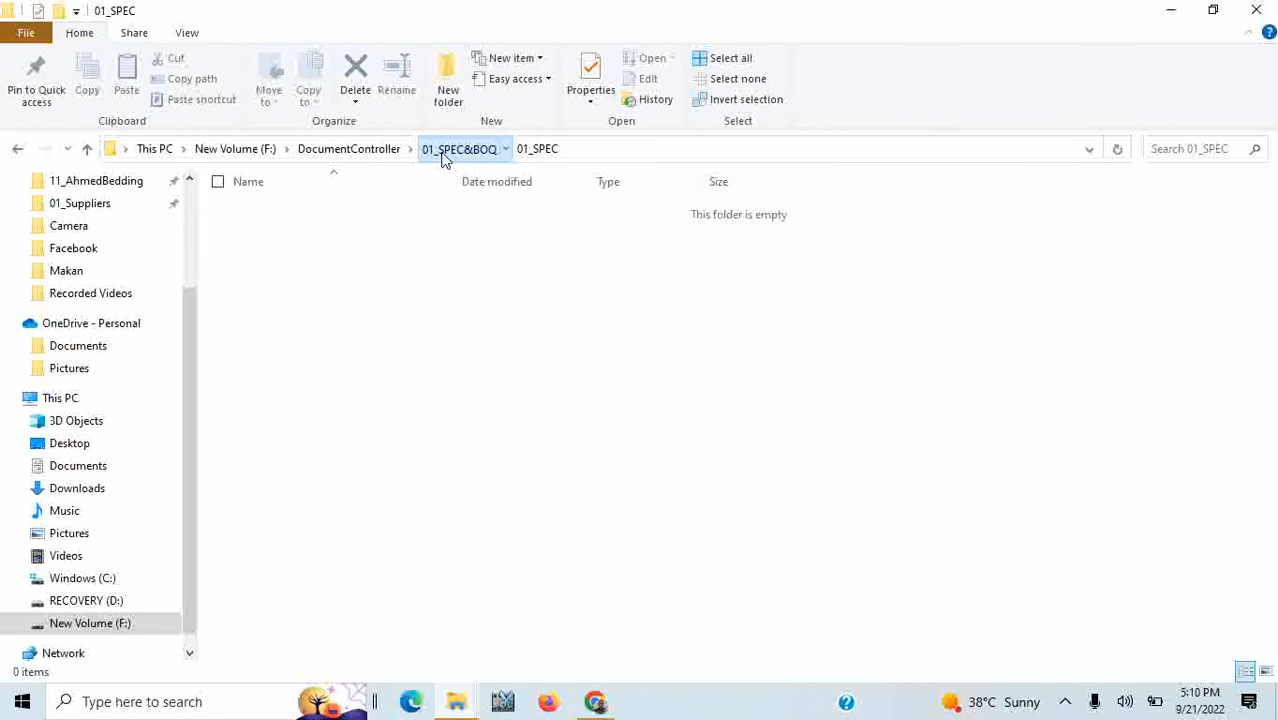 01_SPEC
File Home Share View
Pin to Quick access
Copy
Paste
Cut
Copy path
Paste shortcut
Clipboard
Move to
Copy to
Delete
Rename
Organize
New folder
New item
Easy access
New
Properties
Open
Edit
History
Open
Select all
Select none
Invert selection
Select
This PC New Volume (F:) DocumentController 01_SPEC&BOQ 01_SPEC
Search 01_SPEC
Name Date modified Type Size
This folder is empty
11_AhmedBedding
01_Suppliers
Camera
Facebook
Makan
Recorded Videos
OneDrive - Personal
Documents
Pictures
This PC
3D Objects
Desktop
Documents
Downloads
Music
Pictures
Videos
Windows (C:)
RECOVERY (D:)
New Volume (F:)
Network
0 items
Type here to search
38°C Sunny
5:10 PM
9/21/2022